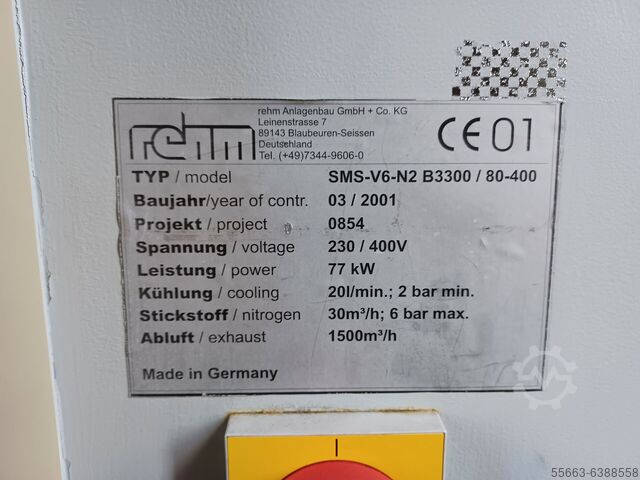 rehm
rehm Anlagenbau GmbH + Co. KG
Leinenstrasse 7
89143 Blaubeuren-Seissen
Deutschland
Tel. (+49)7344-9606-0
CE 01
TYP / model SMS-V6-N2 B3300 / 80-400
Baujahr/year of contr. 03 / 2001
Projekt / project 0854
Spannung / voltage 230 / 400V
Leistung / power 77 kW
Kühlung / cooling 20l/min.; 2 bar min.
Stickstoff / nitrogen 30m³/h; 6 bar max.
Abluft / exhaust 1500m³/h
Made in Germany
I
55663-6388558